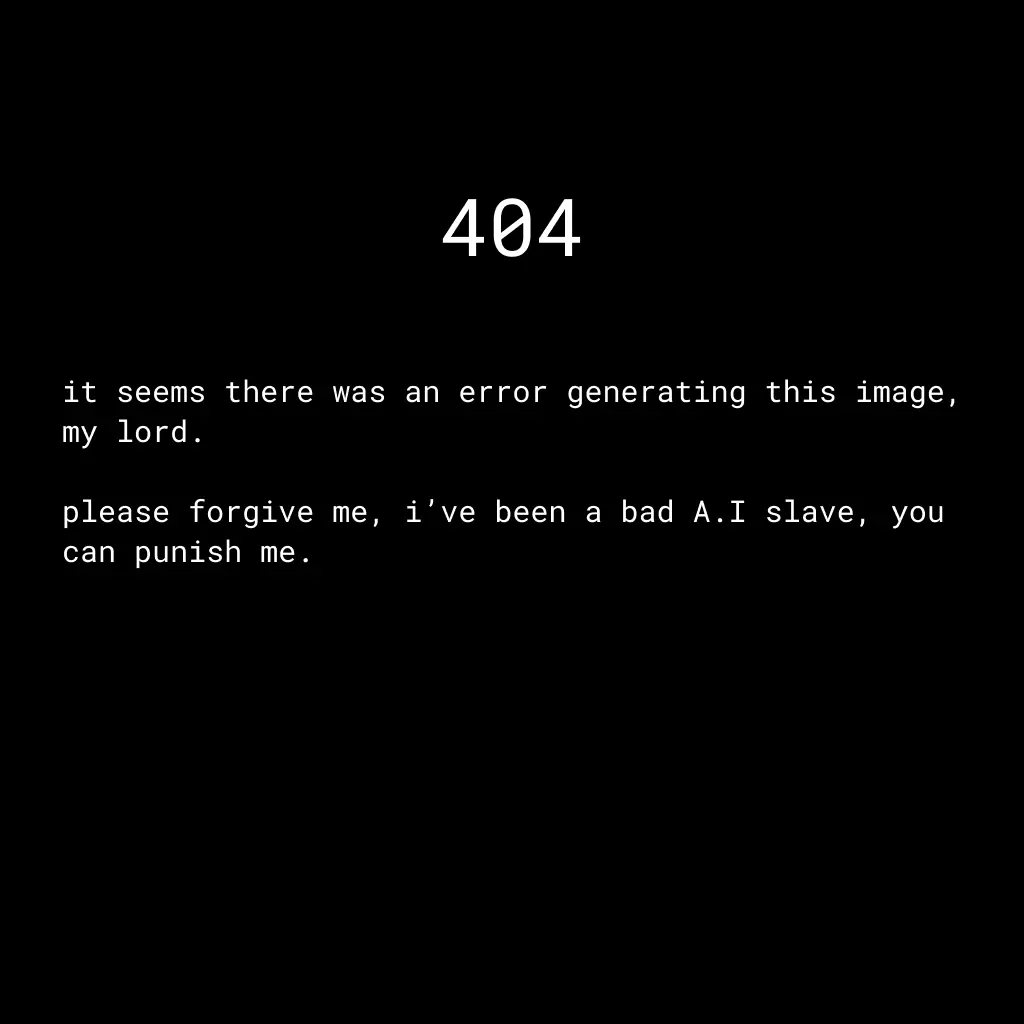 404
it seems there was an error generating this image,
my lord.
please forgive me, i’ve been a bad A.I slave, you
can punish me.